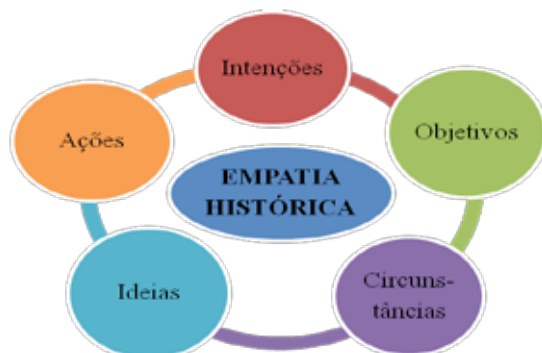 Intenções
Ações
Objetivos
EMPATIA
HISTÓRICA
Ideias
Circuns-
tâncias